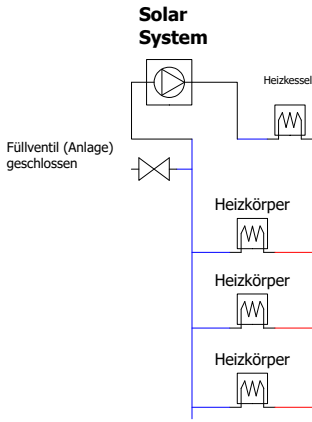 Solar
System
Heizkessel
Füllventil (Anlage)
geschlossen
Heizkörper
Heizkörper
Heizkörper